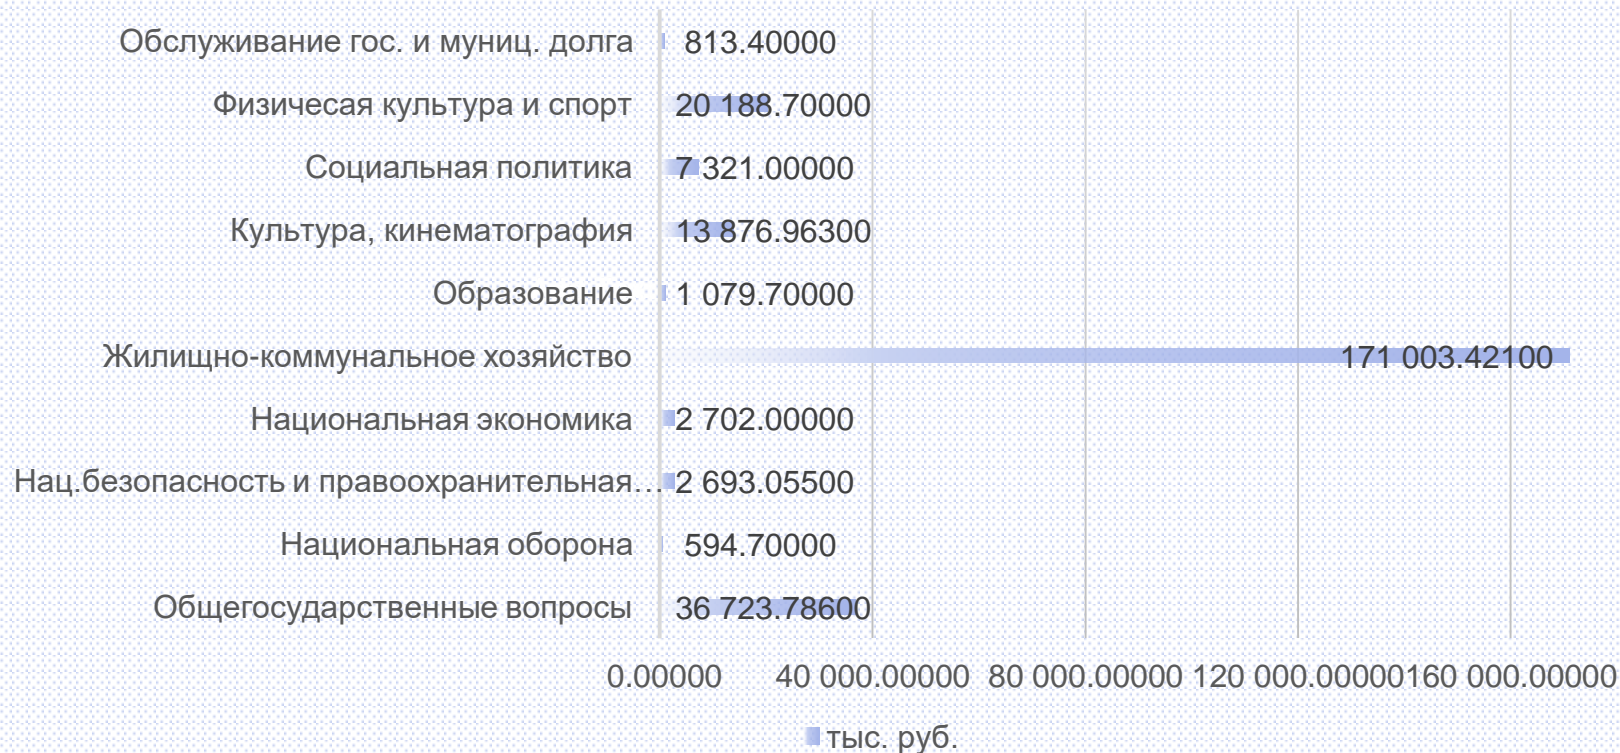 Обслуживание гос. и муниц. долга 813.40000
Физичесая культура и спорт 20 188.70000
Социальная политика 7 321.00000
Культура, кинематография 13 876.96300
Образование 1 079.70000
Жилищно-коммунальное хозяйство 171 003.42100
Национальная экономика 2 702.00000
Нац.безопасность и правоохранительная… 2 693.05500
Национальная оборона 594.70000
Общегосударственные вопросы 36 723.78600
0.00000 40 000.00000 80 000.00000 120 000.00000 160 000.00000
тыс. руб.